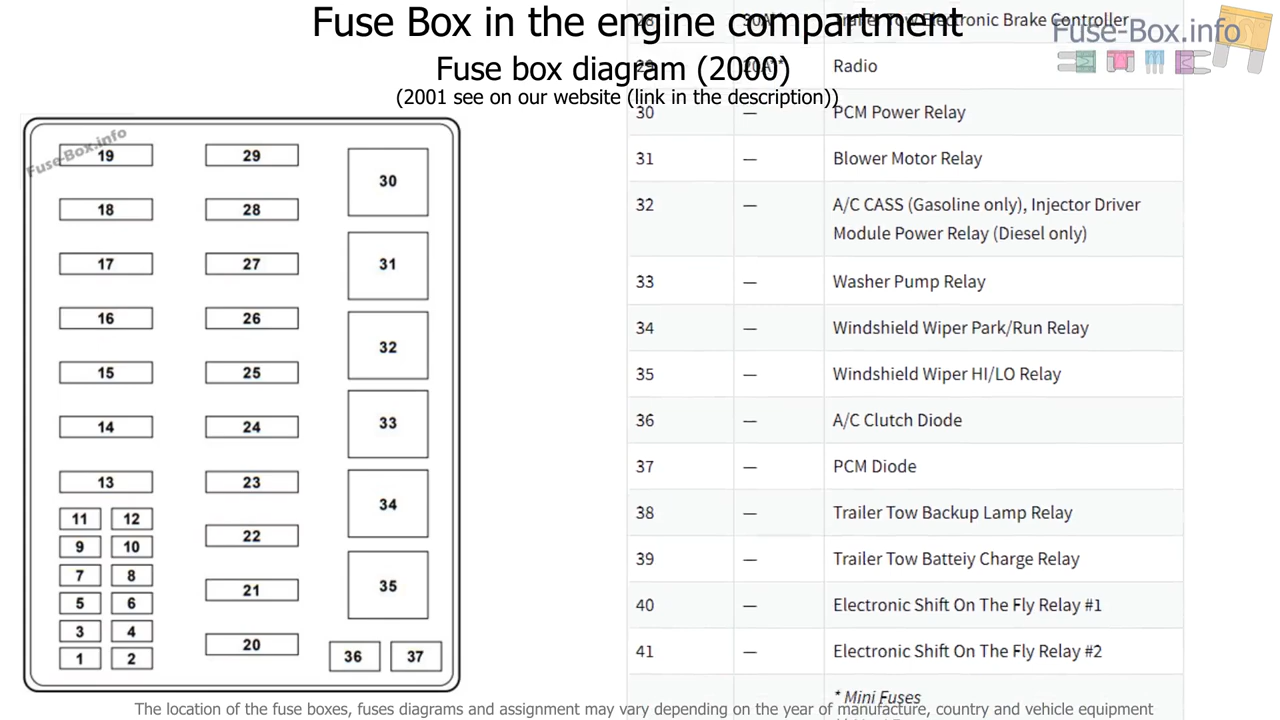 Fuse Box in the engine compartment
Fuse box diagram (2000)
(2001 see on our website (link in the description))
Fuse-Box.info
Fuse-Box.info
19 29 30
18 28
17 27 31
16 26 32
15 25
14 24 33
13 23
11 12 34
9 10 22
7 8 21 35
5 6
3 4 20
1 2 36 37
28 Trailer Tow Electronic Brake Controller
29 Radio
30 — PCM Power Relay
31 — Blower Motor Relay
32 — A/C CASS (Gasoline only), Injector Driver
Module Power Relay (Diesel only)
33 — Washer Pump Relay
34 — Windshield Wiper Park/Run Relay
35 — Windshield Wiper HI/LO Relay
36 — A/C Clutch Diode
37 — PCM Diode
38 — Trailer Tow Backup Lamp Relay
39 — Trailer Tow Batteiy Charge Relay
40 — Electronic Shift On The Fly Relay #1
41 — Electronic Shift On The Fly Relay #2
* Mini Fuses
The location of the fuse boxes, fuses diagrams and assignment may vary depending on the year of manufacture, country and vehicle equipment